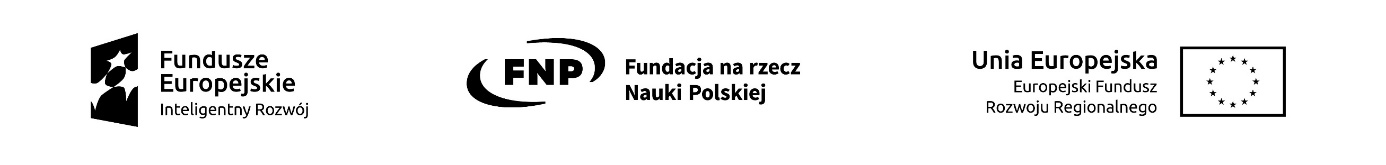 Fundusze
Europejskie
Inteligentny Rozwój
FNP
Fundacja na rzecz
Nauki Polskiej
Unia Europejska
Europejski Fundusz
Rozwoju Regionalnego